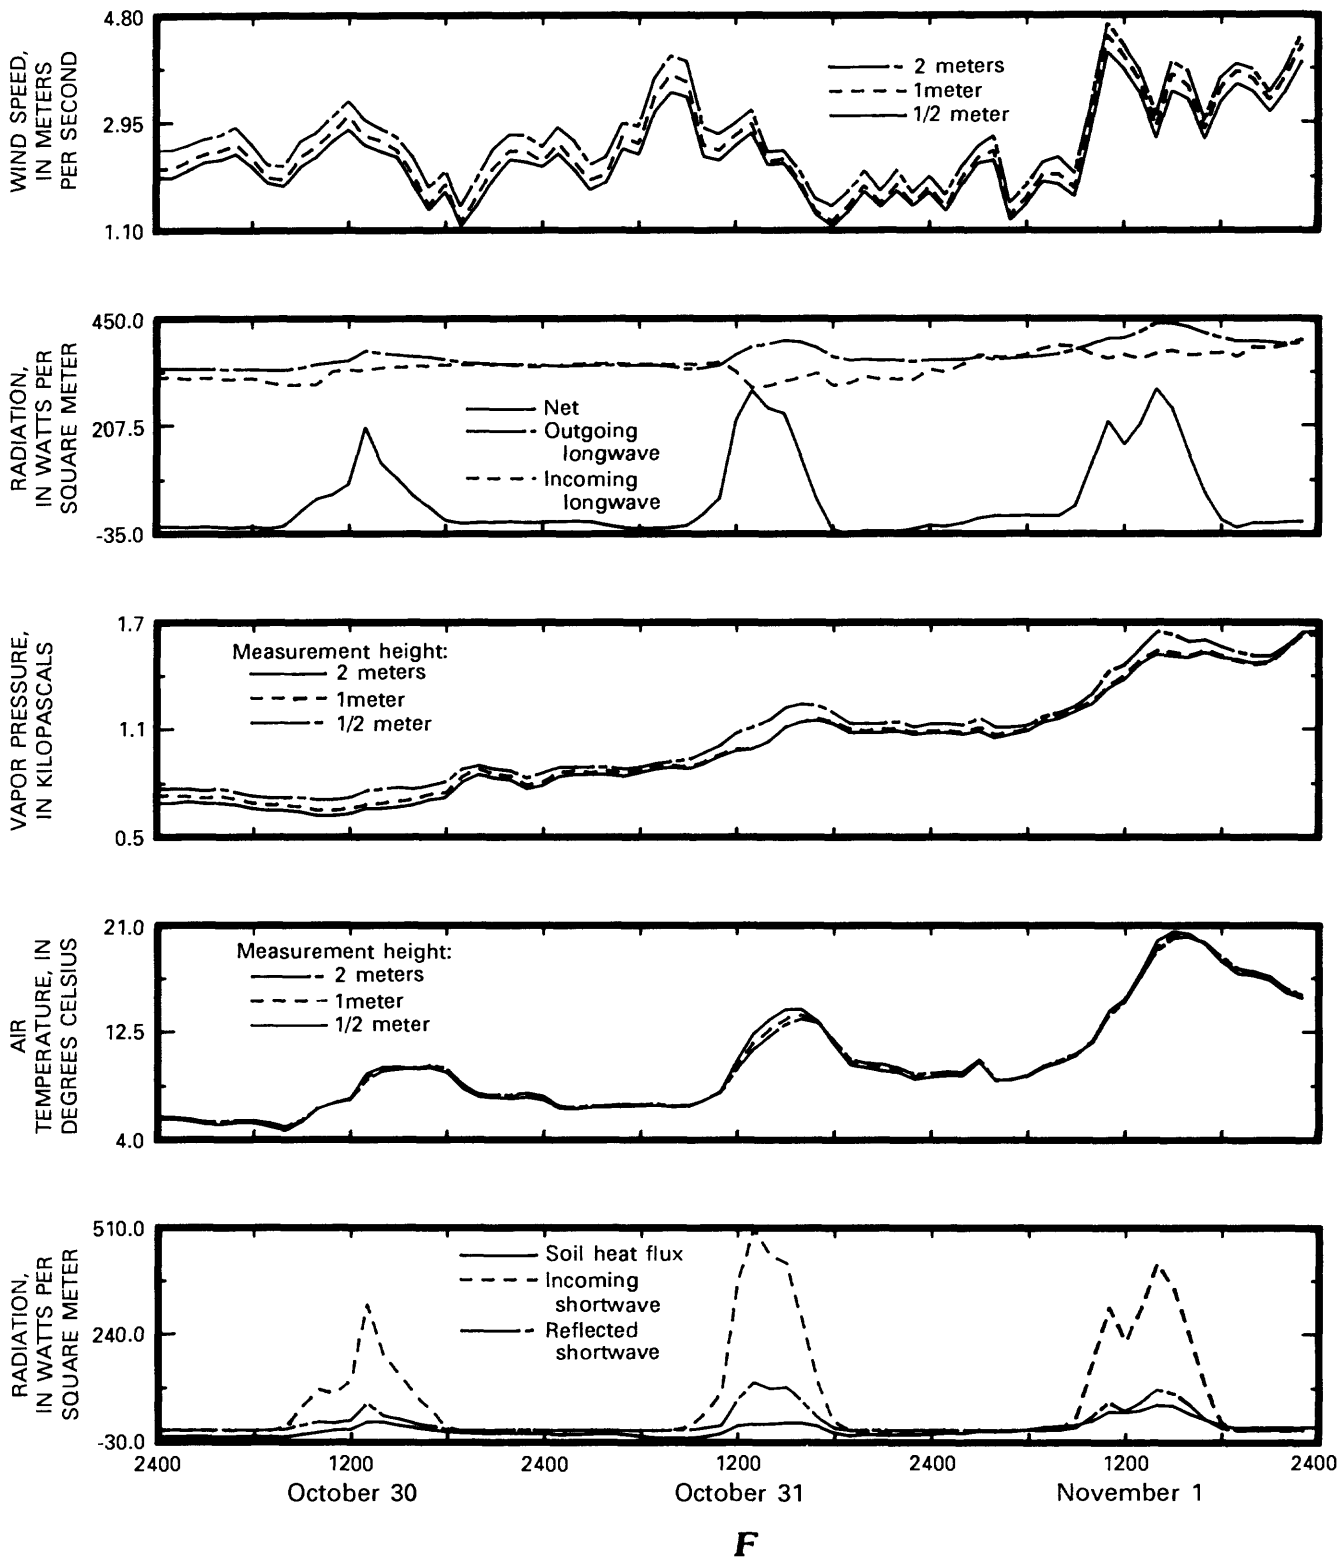 WIND SPEED,
IN METERS
PER SECOND
4.80
2.95
1.10
2 meters
1meter
1/2 meter
RADIATION,
IN WATTS PER
SQUARE METER
450.0
207.5
-35.0
Net
Outgoing
longwave
Incoming
longwave
VAPOR PRESSURE,
IN KILOPASCALS
1.7
1.1
0.5
Measurement height:
2 meters
1meter
1/2 meter
AIR
TEMPERATURE, IN
DEGREES CELSIUS
21.0
12.5
4.0
Measurement height:
2 meters
1meter
1/2 meter
RADIATION,
IN WATTS PER
SQUARE METER
510.0
240.0
-30.0
Soil heat flux
Incoming
shortwave
Reflected
shortwave
2400 1200 2400 1200 2400 1200 2400
October 30 October 31 November 1
F